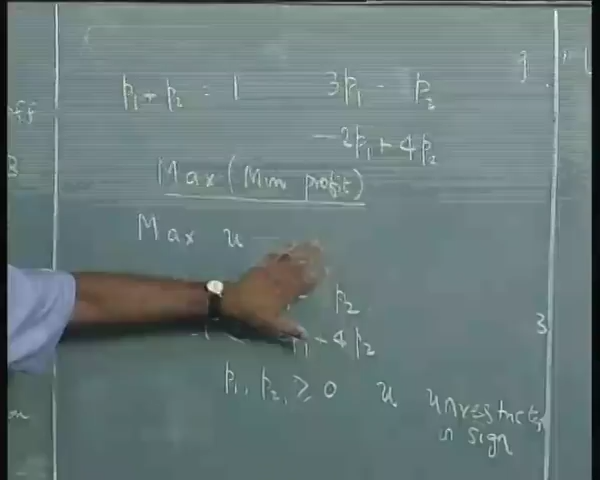 p₁ + p₂ = 1    3p₁ - p₂
-2p₁ + 4p₂
Max (Min profit)
Max u
- p₂
p₁ + 4p₂
p₁, p₂ ≥ 0    u    unrestricted
in sign
3